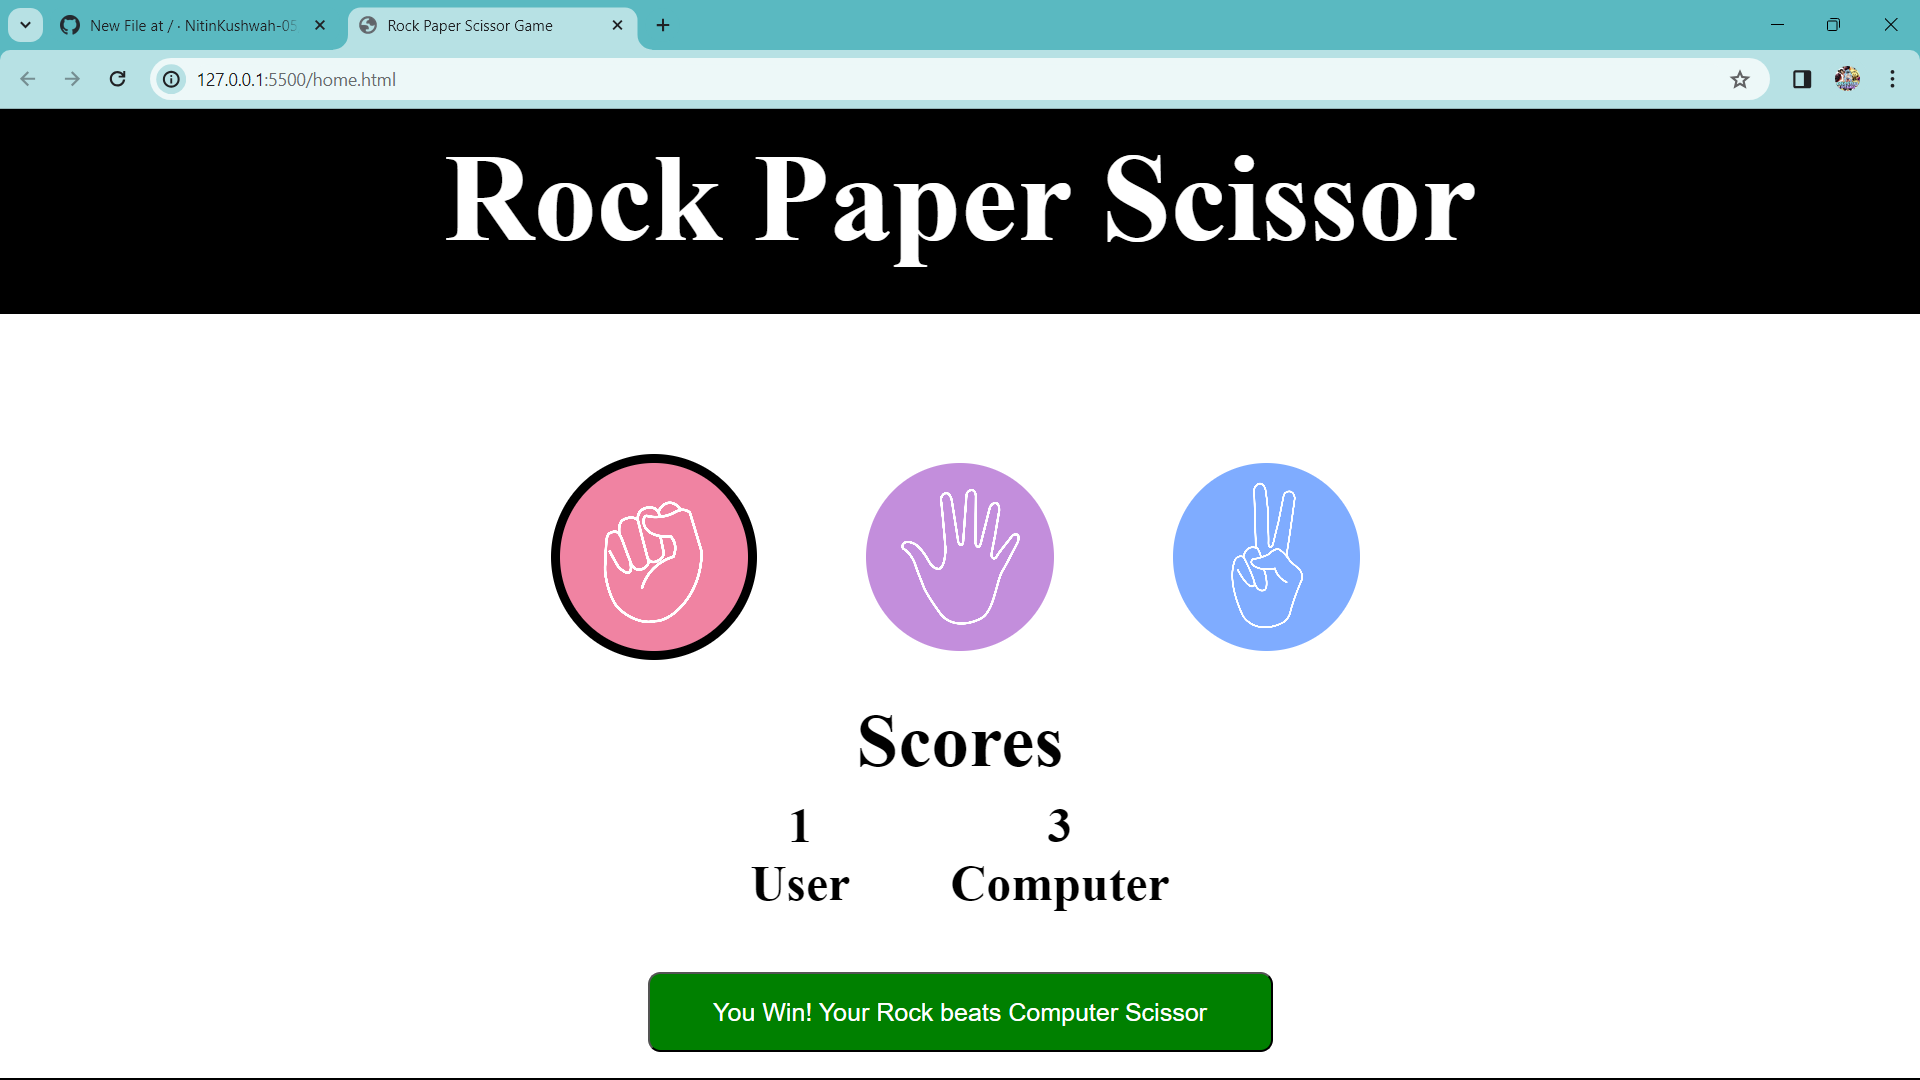 New File at / · NitinKushwah-05
Rock Paper Scissor Game
127.0.0.1:5500/home.html
Rock Paper Scissor
Scores
1 3
User Computer
You Win! Your Rock beats Computer Scissor